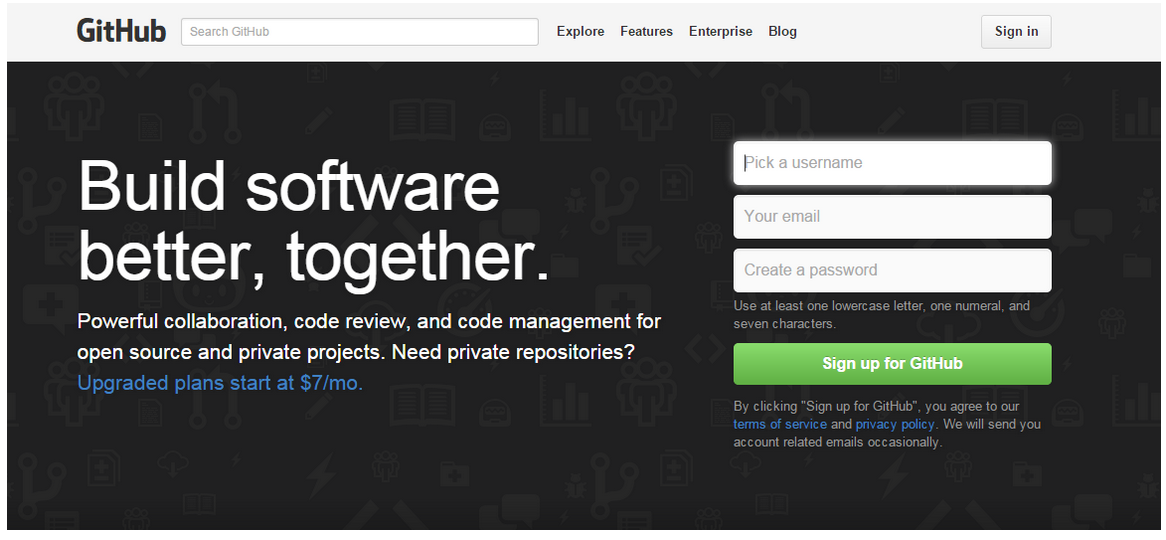 GitHub Search GitHub Explore Features Enterprise Blog Sign in
Build software
better, together.
Powerful collaboration, code review, and code management for
open source and private projects. Need private repositories?
Upgraded plans start at $7/mo.
Pick a username
Your email
Create a password
Use at least one lowercase letter, one numeral, and
seven characters.
Sign up for GitHub
By clicking "Sign up for GitHub", you agree to our
terms of service and privacy policy. We will send you
account related emails occasionally.